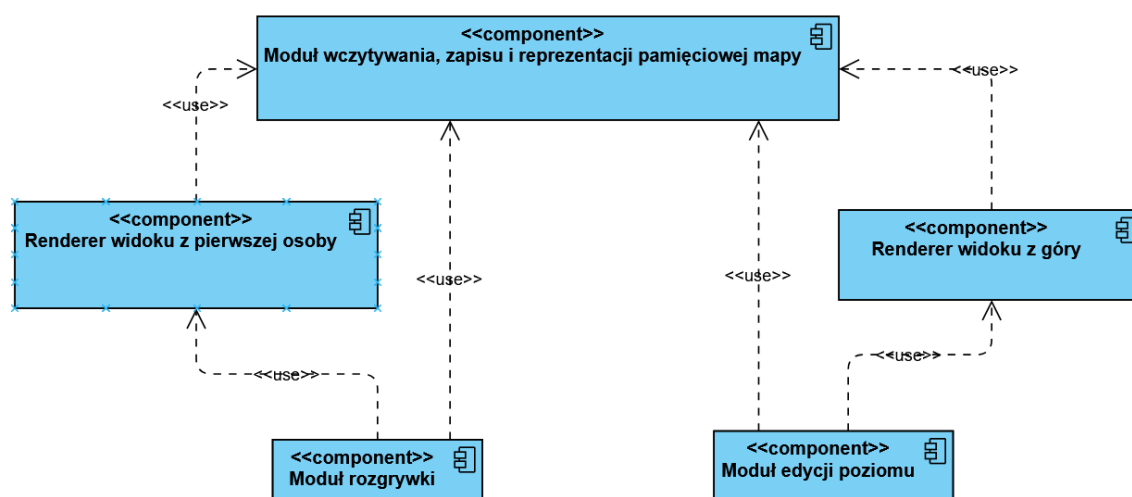 <<component>>
Moduł wczytywania, zapisu i reprezentacji pamięciowej mapy
<<use>>
<<use>>
<<component>>
Renderer widoku z pierwszej osoby
<<component>>
Renderer widoku z góry
<<use>>
<<use>>
<<use>>
<<use>>
<<component>>
Moduł rozgrywki
<<component>>
Moduł edycji poziomu